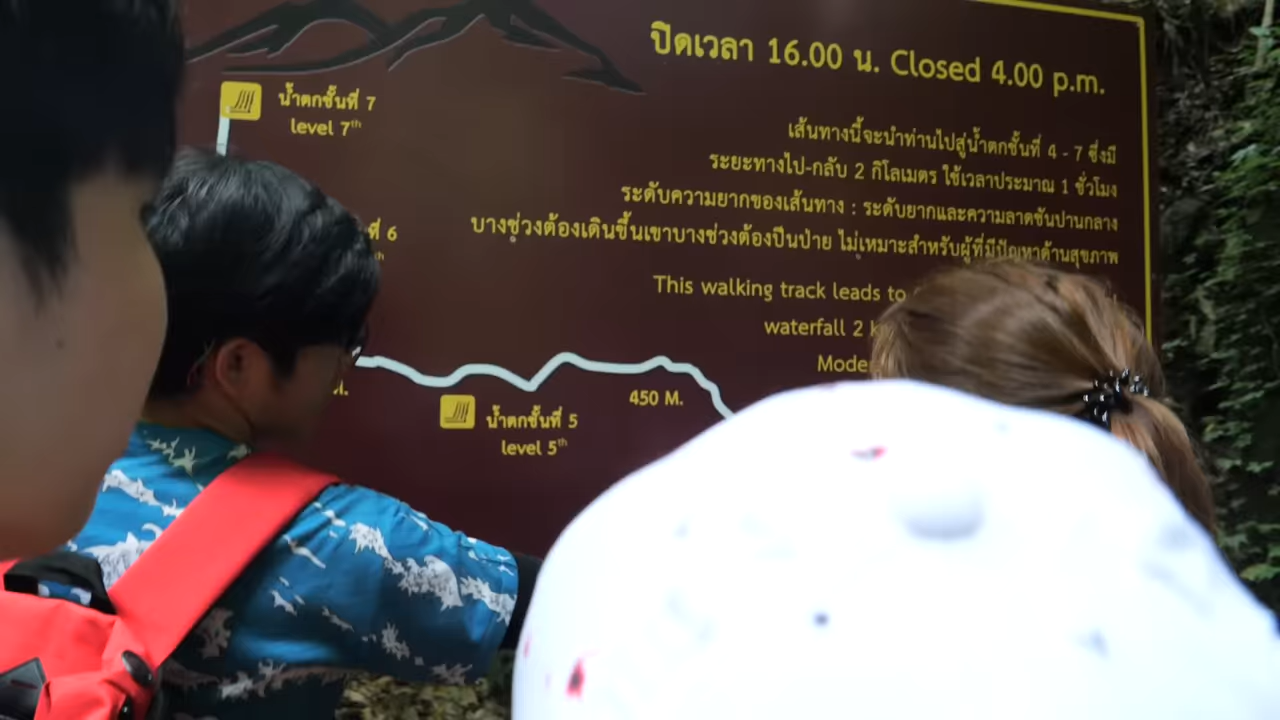 ปิดเวลา 16.00 น. Closed 4.00 p.m.
น้ำตกชั้นที่ 7
level 7th
เส้นทางนี้จะนำท่านไปสู่น้ำตกชั้นที่ 4 - 7 ซึ่งมี
ระยะทางไป-กลับ 2 กิโลเมตร ใช้เวลาประมาณ 1 ชั่วโมง
ระดับความยากของเส้นทาง : ระดับยากและความลาดชันปานกลาง
บางช่วงต้องเดินขึ้นเขาบางช่วงต้องปีนป่าย ไม่เหมาะสำหรับผู้ที่มีปัญหาด้านสุขภาพ
ที่ 6
th
This walking track leads to
waterfall 2
450 M.
น้ำตกชั้นที่ 5
level 5th